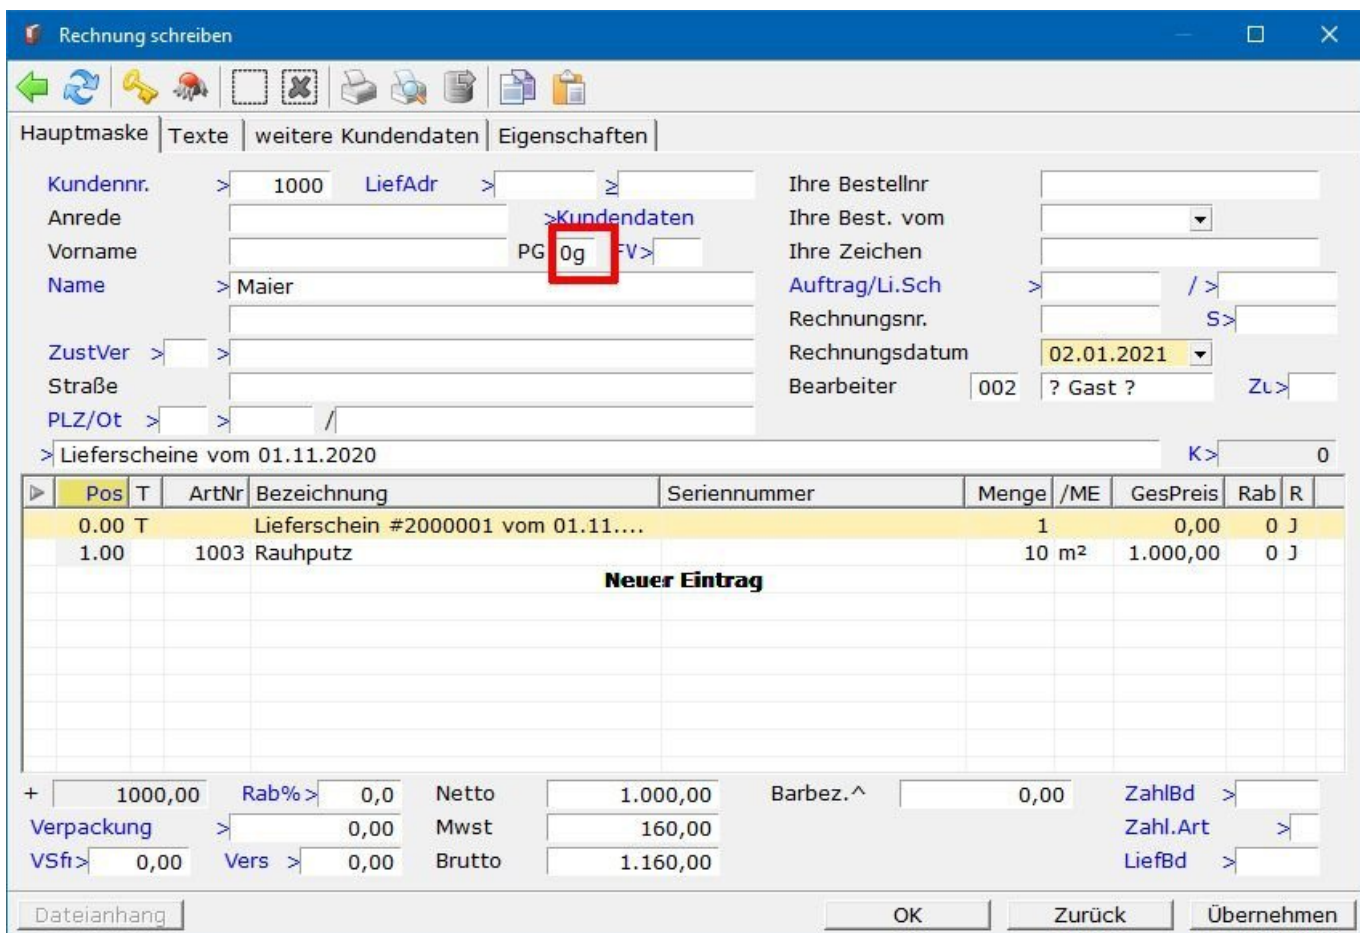 Rechnung schreiben
Hauptmaske Texte weitere Kundendaten Eigenschaften
Kundennr. > 1000 LiefAdr > ≥ Ihre Bestellnr
Anrede >Kundendaten Ihre Best. vom
Vorname PG 0g FV> Ihre Zeichen
Name > Maier Auftrag/Li.Sch > / >
Rechnungsnr. S>
ZustVer > > Rechnungsdatum 02.01.2021
Straße Bearbeiter 002 ? Gast ? Zu>
PLZ/Ot > > /
> Lieferscheine vom 01.11.2020 K> 0
Pos T ArtNr Bezeichnung Seriennummer Menge /ME GesPreis Rab R
0.00 T Lieferschein #2000001 vom 01.11.... 1 0,00 0 J
1.00 1003 Rauhputz 10 m² 1.000,00 0 J
Neuer Eintrag
+ 1000,00 Rab% > 0,0 Netto 1.000,00 Barbez.^ 0,00 ZahlBd >
Verpackung > 0,00 Mwst 160,00 Zahl.Art >
VSfr> 0,00 Vers > 0,00 Brutto 1.160,00 LiefBd >
Dateianhang OK Zurück Übernehmen